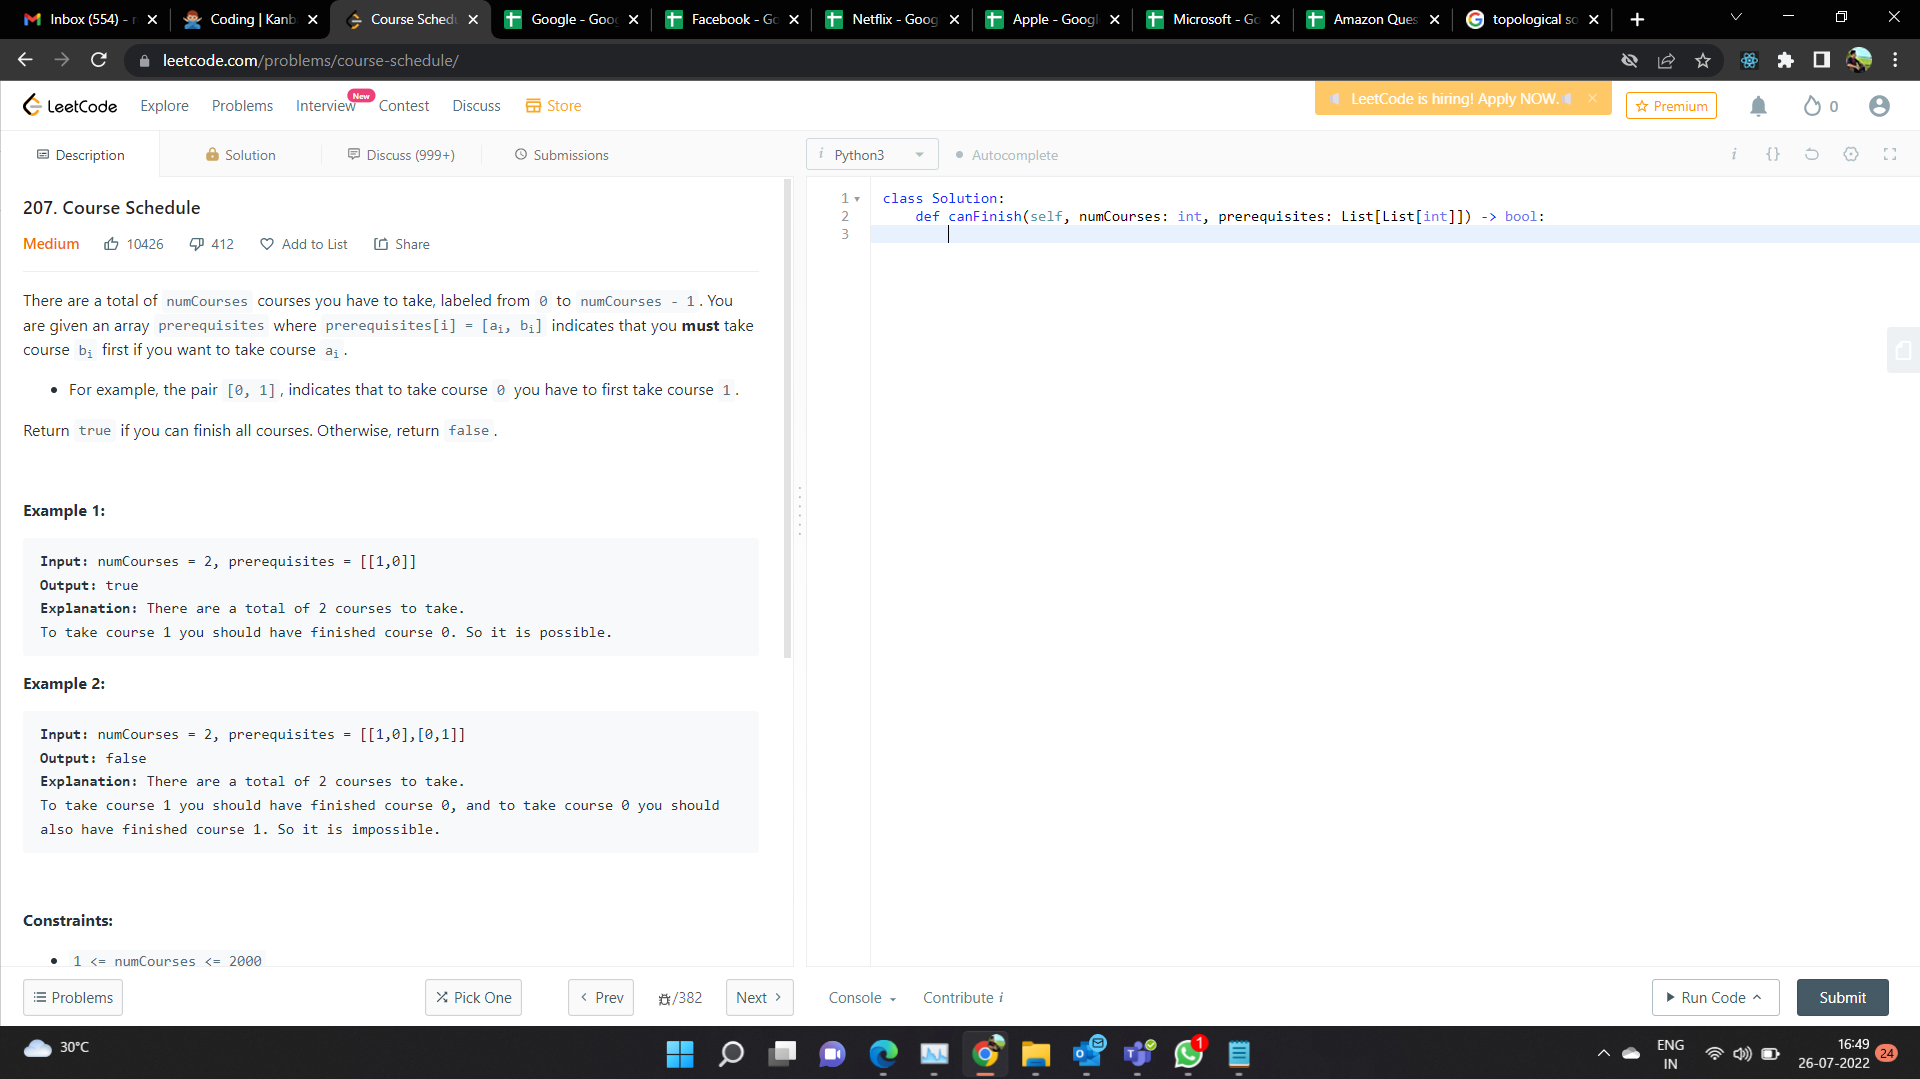 Inbox (554) -
Coding | Kanb
Course Schedu
Google - Goog
Facebook - Go
Netflix - Goog
Apple - Googl
Microsoft - Go
Amazon Ques
topological so
leetcode.com/problems/course-schedule/
LeetCode
Explore
Problems
Interview
New
Contest
Discuss
Store
LeetCode is hiring! Apply NOW.
Premium
0
Description
Solution
Discuss (999+)
Submissions
i Python3
Autocomplete
i {}
207. Course Schedule
Medium 10426 412 Add to List Share
There are a total of numCourses courses you have to take, labeled from 0 to numCourses - 1. You
are given an array prerequisites where prerequisites[i] = [ai, bi] indicates that you must take
course bi first if you want to take course ai.
• For example, the pair [0, 1], indicates that to take course 0 you have to first take course 1.
Return true if you can finish all courses. Otherwise, return false.
Example 1:
Input: numCourses = 2, prerequisites = [[1,0]]
Output: true
Explanation: There are a total of 2 courses to take.
To take course 1 you should have finished course 0. So it is possible.
Example 2:
Input: numCourses = 2, prerequisites = [[1,0],[0,1]]
Output: false
Explanation: There are a total of 2 courses to take.
To take course 1 you should have finished course 0, and to take course 0 you should
also have finished course 1. So it is impossible.
Constraints:
• 1 <= numCourses <= 2000
1 class Solution:
2 def canFinish(self, numCourses: int, prerequisites: List[List[int]]) -> bool:
3
Problems
Pick One
Prev
/382
Next
Console
Contribute i
Run Code
Submit
30°C
1
ENG
IN
16:49
26-07-2022
24